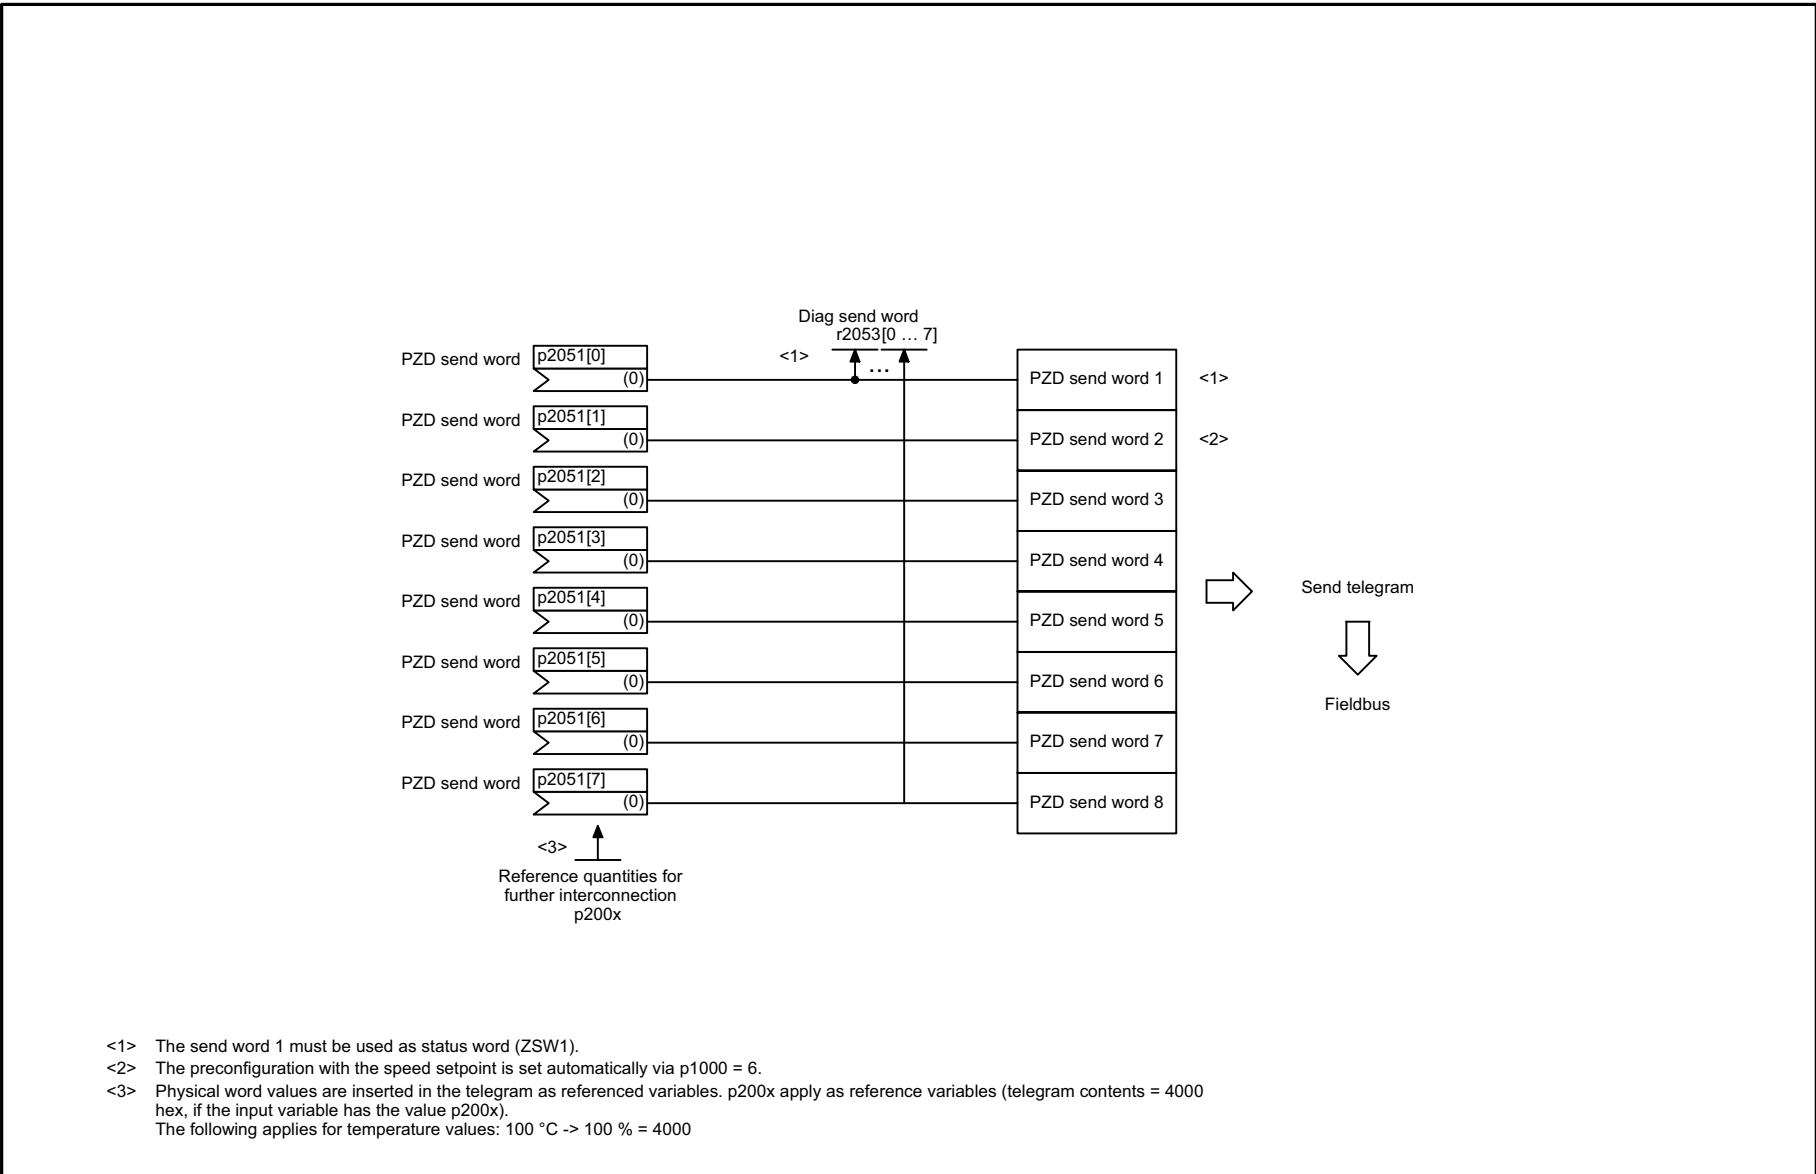 Diag send word
r2053[0 ... 7]
<1>
...
PZD send word
p2051[0]
(0)
PZD send word 1
<1>
PZD send word
p2051[1]
(0)
PZD send word 2
<2>
PZD send word
p2051[2]
(0)
PZD send word 3
PZD send word
p2051[3]
(0)
PZD send word 4
PZD send word
p2051[4]
(0)
PZD send word 5
PZD send word
p2051[5]
(0)
PZD send word 6
PZD send word
p2051[6]
(0)
PZD send word 7
PZD send word
p2051[7]
(0)
PZD send word 8
Send telegram
Fieldbus
<3>
Reference quantities for
further interconnection
p200x
<1> The send word 1 must be used as status word (ZSW1).
<2> The preconfiguration with the speed setpoint is set automatically via p1000 = 6.
<3> Physical word values are inserted in the telegram as referenced variables. p200x apply as reference variables (telegram contents = 4000
hex, if the input variable has the value p200x).
The following applies for temperature values: 100 °C -> 100 % = 4000